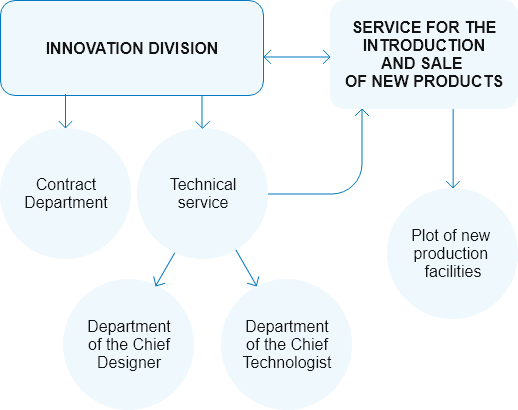 INNOVATION DIVISION
SERVICE FOR THE
INTRODUCTION
AND SALE
OF NEW PRODUCTS
Contract
Department
Technical
service
Plot of new
production
facilities
Department
of the Chief
Designer
Department
of the Chief
Technologist